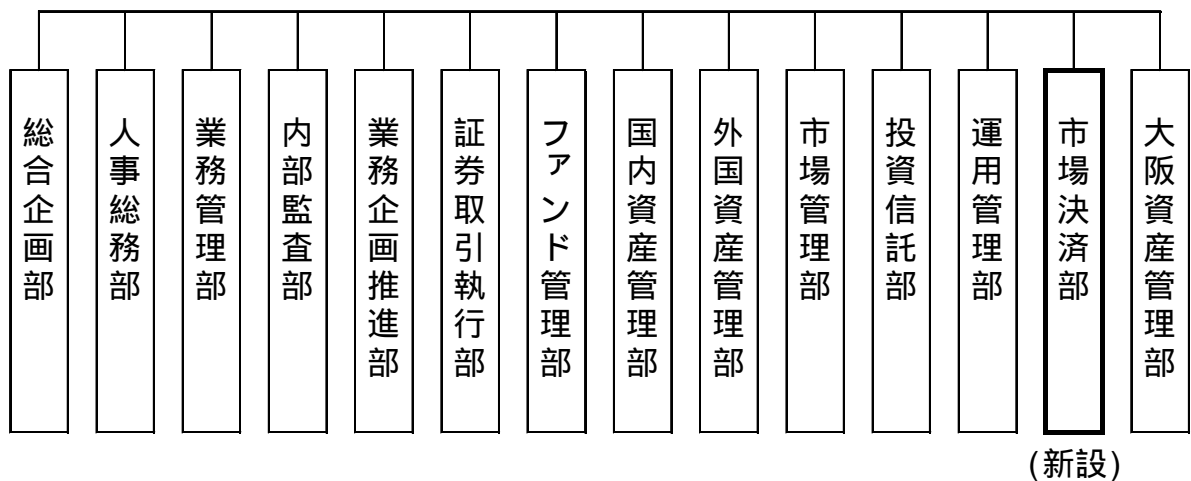 総合企画部
人事総務部
業務管理部
内部監査部
業務企画推進部
証券取引執行部
ファンド管理部
国内資産管理部
外国資産管理部
市場管理部
投資信託部
運用管理部
市場決済部
大阪資産管理部
(新設)